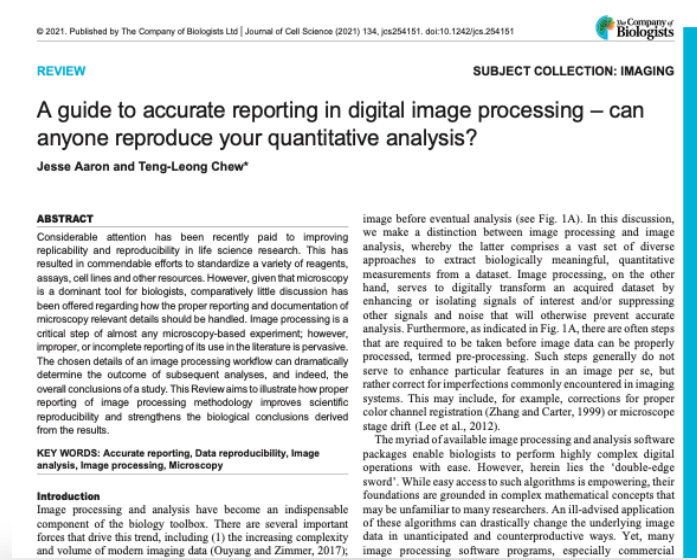 © 2021. Published by The Company of Biologists Ltd | Journal of Cell Science (2021) 134, jcs254151. doi:10.1242/jcs.254151
The Company of
Biologists
REVIEW
SUBJECT COLLECTION: IMAGING
A guide to accurate reporting in digital image processing – can
anyone reproduce your quantitative analysis?
Jesse Aaron and Teng-Leong Chew*
ABSTRACT
Considerable attention has been recently paid to improving
replicability and reproducibility in life science research. This has
resulted in commendable efforts to standardize a variety of reagents,
assays, cell lines and other resources. However, given that microscopy
is a dominant tool for biologists, comparatively little discussion has
been offered regarding how the proper reporting and documentation of
microscopy relevant details should be handled. Image processing is a
critical step of almost any microscopy-based experiment; however,
improper, or incomplete reporting of its use in the literature is pervasive.
The chosen details of an image processing workflow can dramatically
determine the outcome of subsequent analyses, and indeed, the
overall conclusions of a study. This Review aims to illustrate how proper
reporting of image processing methodology improves scientific
reproducibility and strengthens the biological conclusions derived
from the results.
KEY WORDS: Accurate reporting, Data reproducibility, Image
analysis, Image processing, Microscopy
Introduction
Image processing and analysis have become an indispensable
component of the biology toolbox. There are several important
forces that drive this trend, including (1) the increasing complexity
and volume of modern imaging data (Ouyang and Zimmer, 2017);
image before eventual analysis (see Fig. 1A). In this discussion,
we make a distinction between image processing and image
analysis, whereby the latter comprises a vast set of diverse
approaches to extract biologically meaningful, quantitative
measurements from a dataset. Image processing, on the other
hand, serves to digitally transform an acquired dataset by
enhancing or isolating signals of interest and/or suppressing
other signals and noise that will otherwise prevent accurate
analysis. Furthermore, as indicated in Fig. 1A, there are often steps
that are required to be taken before image data can be properly
processed, termed pre-processing. Such steps generally do not
serve to enhance particular features in an image per se, but
rather correct for imperfections commonly encountered in imaging
systems. This may include, for example, corrections for proper
color channel registration (Zhang and Carter, 1999) or microscope
stage drift (Lee et al., 2012).
The myriad of available image processing and analysis software
packages enable biologists to perform highly complex digital
operations with ease. However, herein lies the ‘double-edge
sword’. While easy access to such algorithms is empowering, their
foundations are grounded in complex mathematical concepts that
may be unfamiliar to many researchers. An ill-advised application
of these algorithms can drastically change the underlying image
data in unanticipated and counterproductive ways. Yet, many
image processing software programs, especially commercial